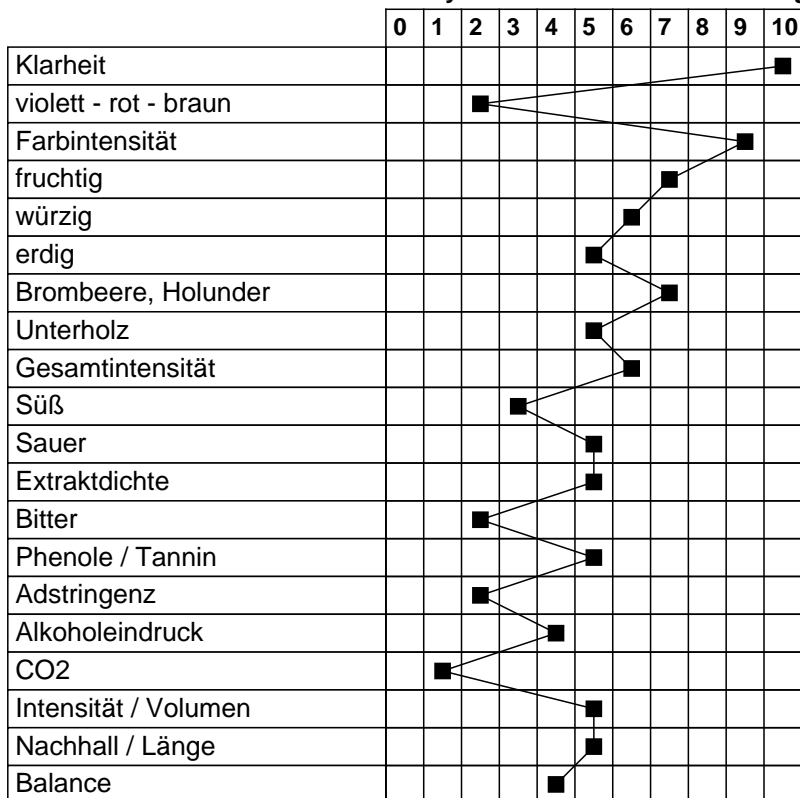 0 1 2 3 4 5 6 7 8 9 10
Klarheit
violett - rot - braun
Farbintensität
fruchtig
würzig
erdig
Brombeere, Holunder
Unterholz
Gesamtintensität
Süß
Sauer
Extraktdichte
Bitter
Phenole / Tannin
Adstringenz
Alkoholeindruck
CO2
Intensität / Volumen
Nachhall / Länge
Balance